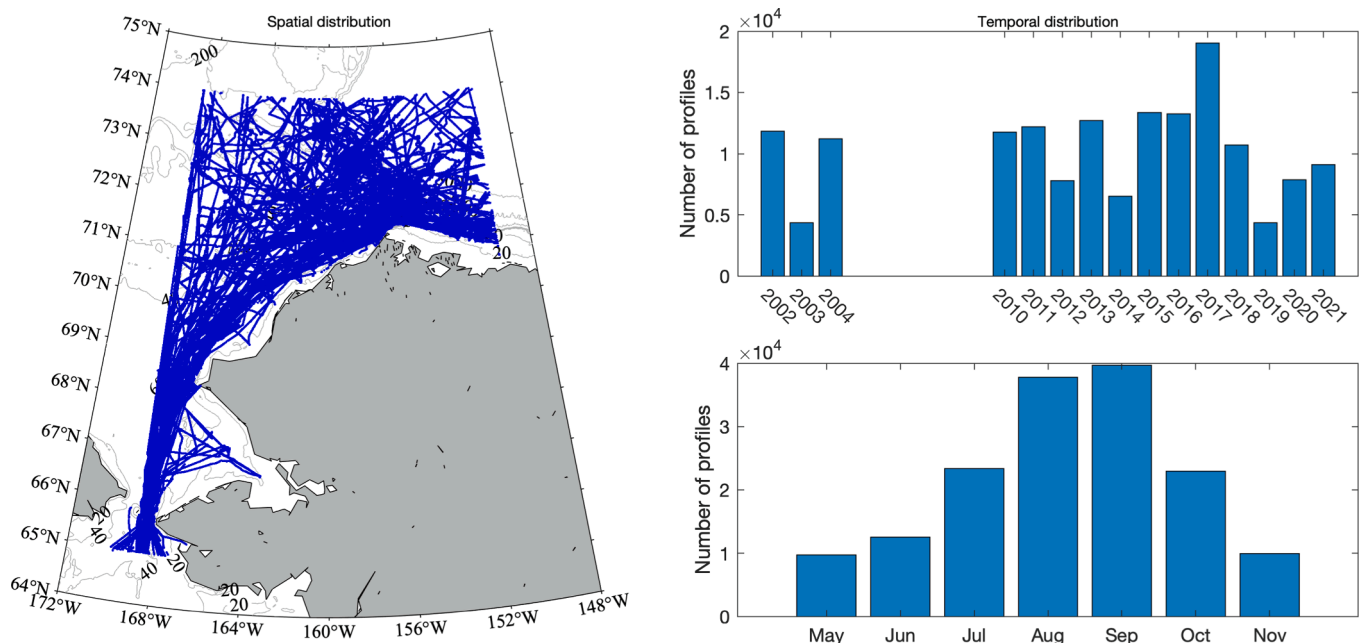 Spatial distribution
75°N
74°N
73°N
72°N
71°N
70°N
69°N
68°N
67°N
66°N
65°N
64°N
172°W
168°W
164°W
160°W
156°W
152°W
148°W
200
20
20
40
40
20
20
20
Temporal distribution
×10⁴
Number of profiles
2
1.5
1
0.5
0
2002
2003
2004
2010
2011
2012
2013
2014
2015
2016
2017
2018
2019
2020
2021
×10⁴
Number of profiles
4
3
2
1
0
May
Jun
Jul
Aug
Sep
Oct
Nov